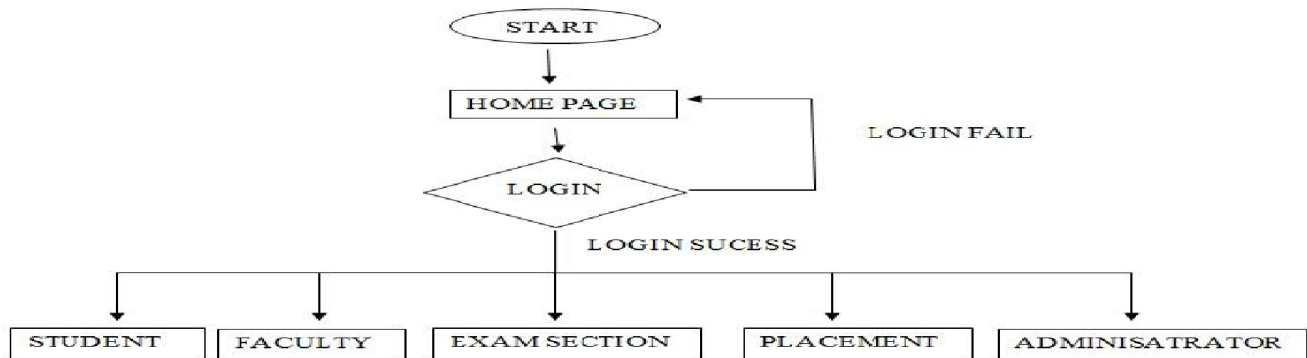 START
HOME PAGE
LOGIN FAIL
LOGIN
LOGIN SUCESS
STUDENT
FACULTY
EXAM SECTION
PLACEMENT
ADMINISATRATOR